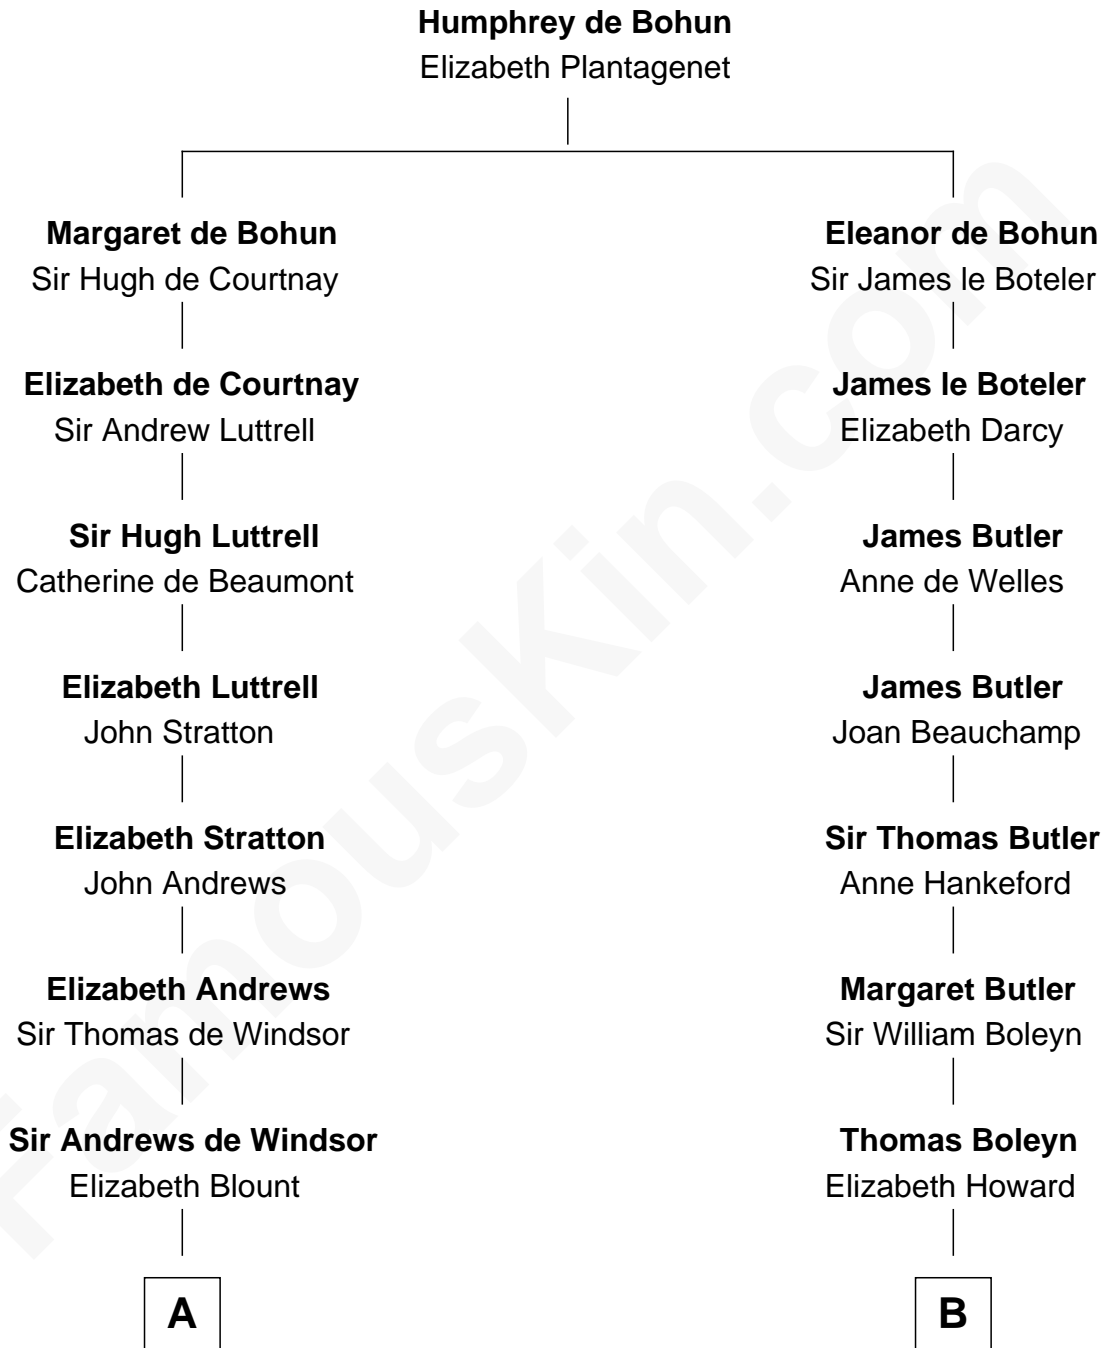 Humphrey de Bohun
Elizabeth Plantagenet
Margaret de Bohun
Sir Hugh de Courtnay
Eleanor de Bohun
Sir James le Boteler
Elizabeth de Courtnay
Sir Andrew Luttrell
James le Boteler
Elizabeth Darcy
Sir Hugh Luttrell
Catherine de Beaumont
James Butler
Anne de Welles
Elizabeth Luttrell
John Stratton
James Butler
Joan Beauchamp
Elizabeth Stratton
John Andrews
Sir Thomas Butler
Anne Hankeford
Elizabeth Andrews
Sir Thomas de Windsor
Margaret Butler
Sir William Boleyn
Sir Andrews de Windsor
Elizabeth Blount
Thomas Boleyn
Elizabeth Howard
A
B
FamousKin.com